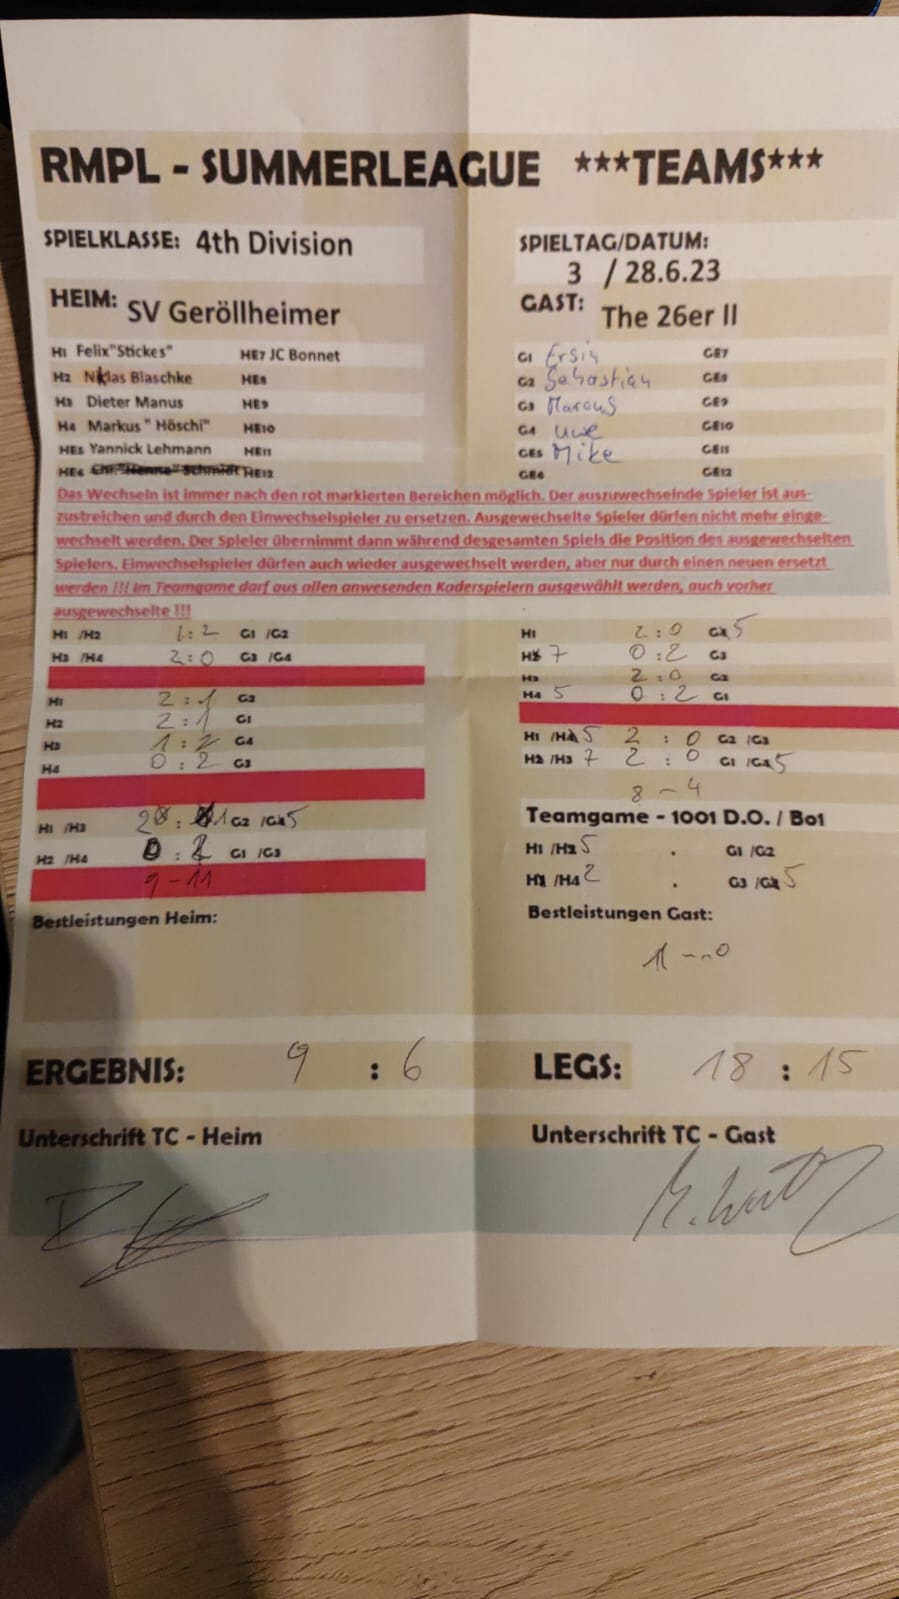 RMPL - SUMMERLEAGUE ***TEAMS***
SPIELKLASSE: 4th Division
SPIELTAG/DATUM:
3 / 28.6.23
HEIM: SV Geröllheimer
GAST: The 26er II
H1 Felix"Stickes" HE7 JC Bonnet
G1 Ersin GE7
H2 Niklas Blaschke HE8
G2 Sebastian GE8
H3 Dieter Manus HE9
G3 Marcus GE9
H4 Markus " Höschi" HE10
G4 Uwe GE10
HE5 Yannick Lehmann HE11
GE5 Mike GE11
HE6 Chr."Henne" Schmidt HE12
GE6 GE12
Das Wechseln ist immer nach den rot markierten Bereichen möglich. Der auszuwechselnde Spieler ist aus-
zustreichen und durch den Einwechselspieler zu ersetzen. Ausgewechselte Spieler dürfen nicht mehr einge-
wechselt werden. Der Spieler übernimmt dann während desgesamten Spiels die Position des ausgewechselten
Spielers. Einwechselspieler dürfen auch wieder ausgewechselt werden, aber nur durch einen neuen ersetzt
werden !!! Im Teamgame darf aus allen anwesenden Kaderspielern ausgewählt werden, auch vorher
ausgewechselte !!!
H1 /H2 1:2 G1 /G2
H3 /H4 2:0 G3 /G4
H1 2:1 G2
H2 2:1 G1
H3 1:2 G4
H4 0:2 G3
H1 /H3 2 : 1 G2 /G4 5
H2 /H4 0 : 2 G1 /G3
9-11
Bestleistungen Heim:
H1 2:0 G4 5
H2 7 0:2 G3
H3 2:0 G2
H4 5 0:2 G1
H1 /H4 5 2 : 0 G2 /G3
H2 /H3 7 2 : 0 G1 /G4 5
8-4
Teamgame - 1001 D.O. / Bo1
H1 /H3 5 . G1 /G2
/H4 2 . G3 /G4 5
Bestleistungen Gast:
1-0
ERGEBNIS: 9 : 6
LEGS: 18 : 15
Unterschrift TC - Heim
Unterschrift TC - Gast